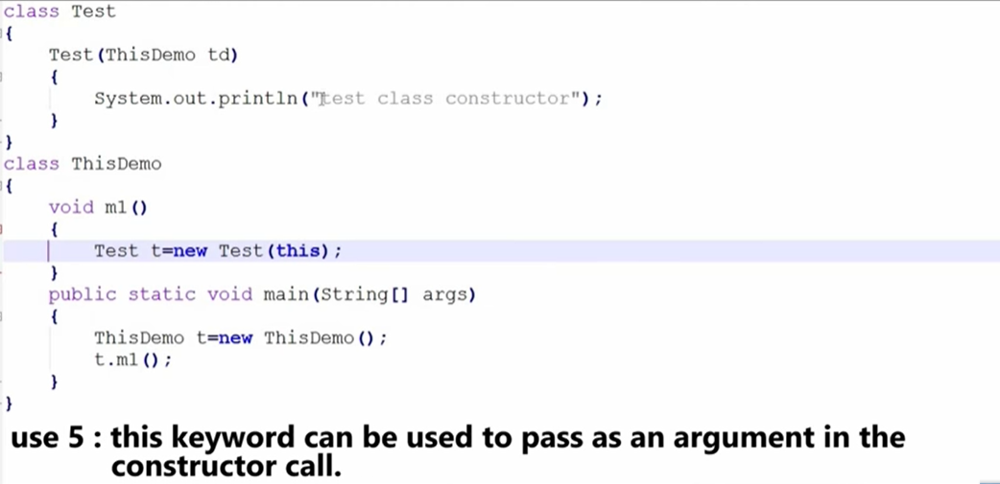 class Test
{
    Test(ThisDemo td)
    {
        System.out.println("test class constructor");
    }
}
class ThisDemo
{
    void m1()
    {
        Test t=new Test(this);
    }
    public static void main(String[] args)
    {
        ThisDemo t=new ThisDemo();
        t.m1();
    }
}
use 5 : this keyword can be used to pass as an argument in the
constructor call.